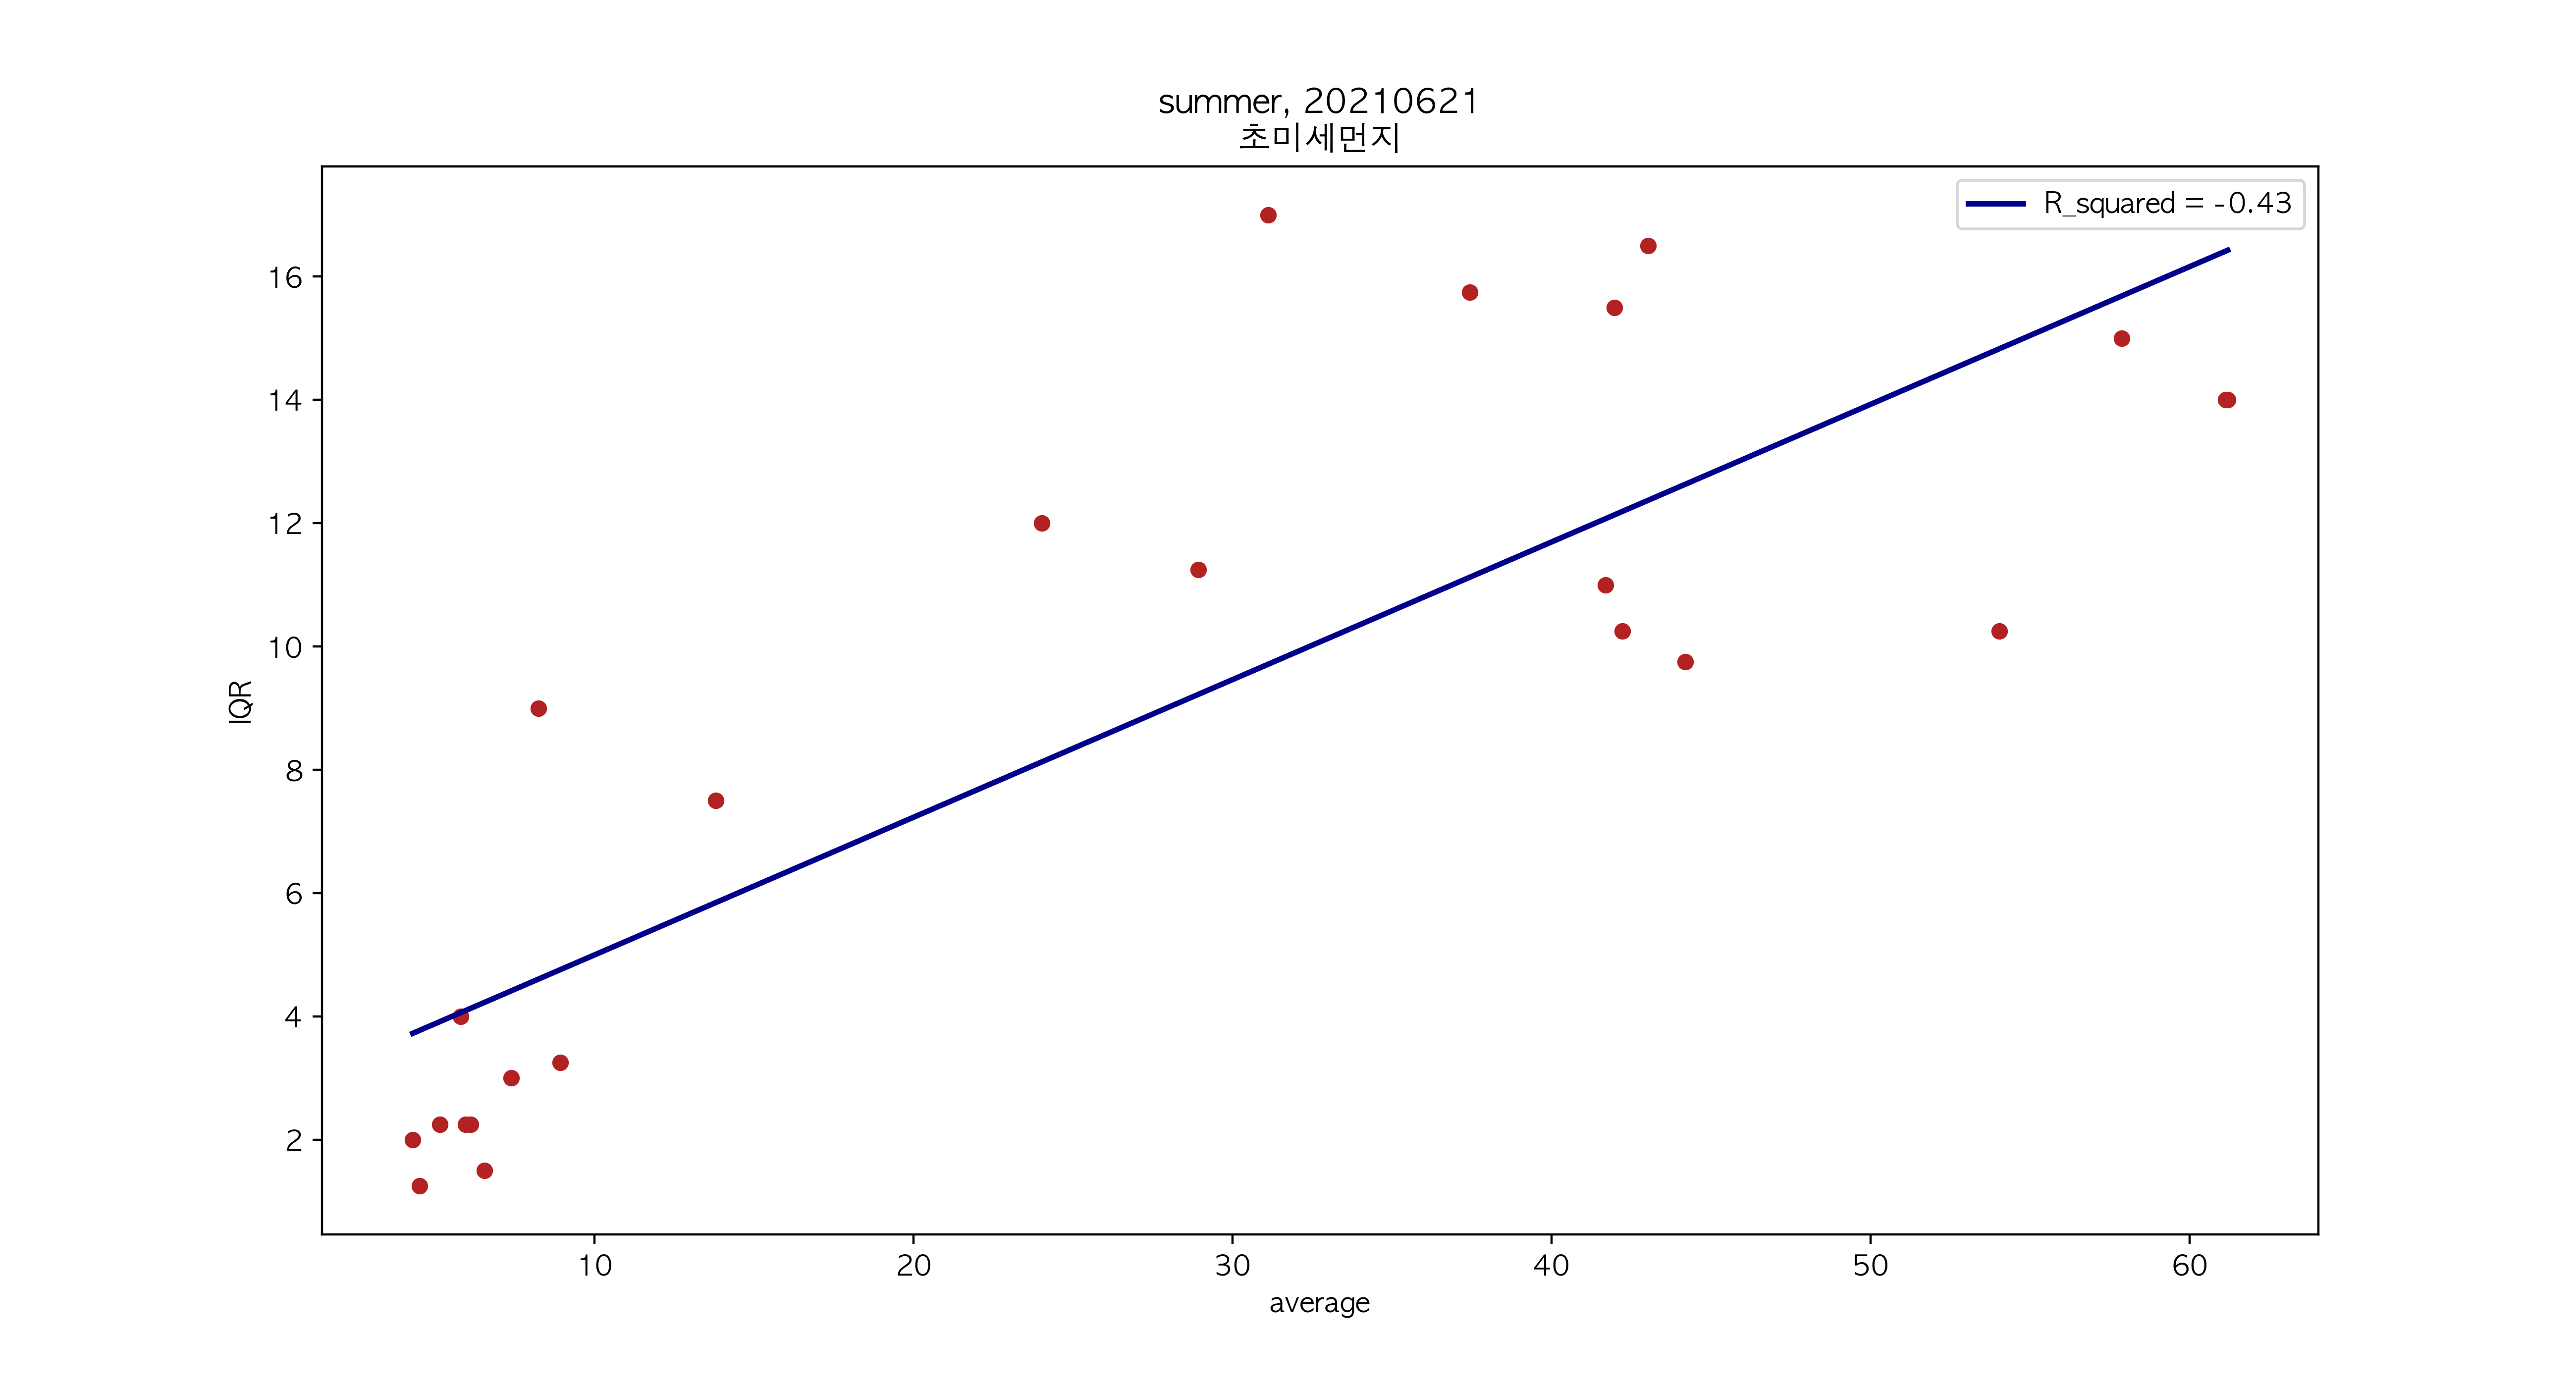 summer, 20210621
초미세먼지
R_squared = -0.43
16
14
12
10
8
6
4
2
IQR
10 20 30 40 50 60
average